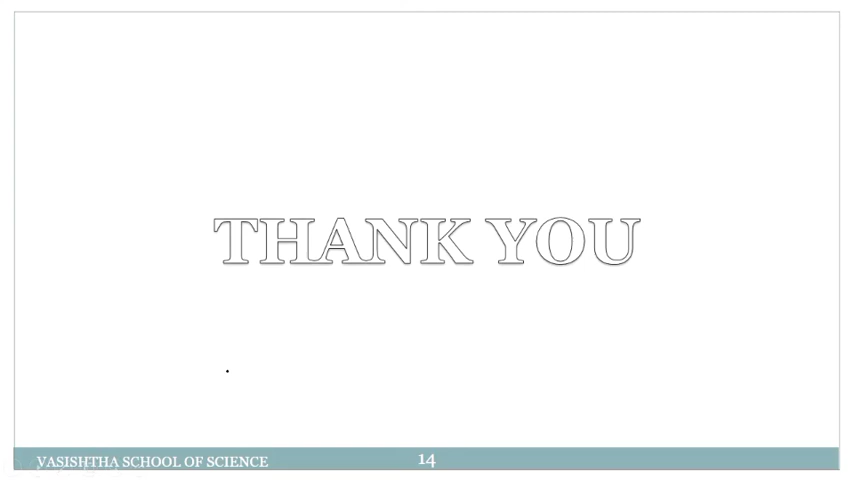 THANK YOU
.
VASISHTHA SCHOOL OF SCIENCE
14